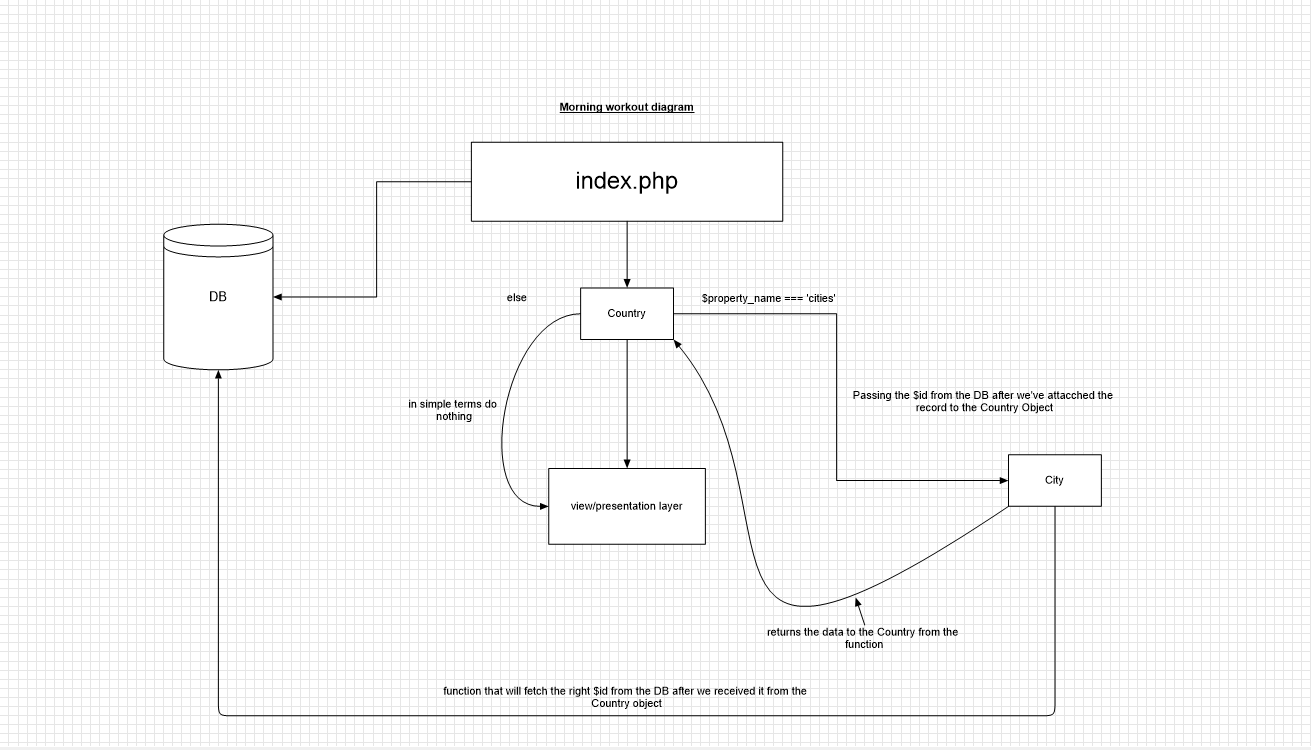 Morning workout diagram
index.php
DB
else
$property_name === 'cities'
Country
in simple terms do
nothing
Passing the $id from the DB after we've attacched the
record to the Country Object
City
view/presentation layer
returns the data to the Country from the
function
function that will fetch the right $id from the DB after we received it from the
Country object